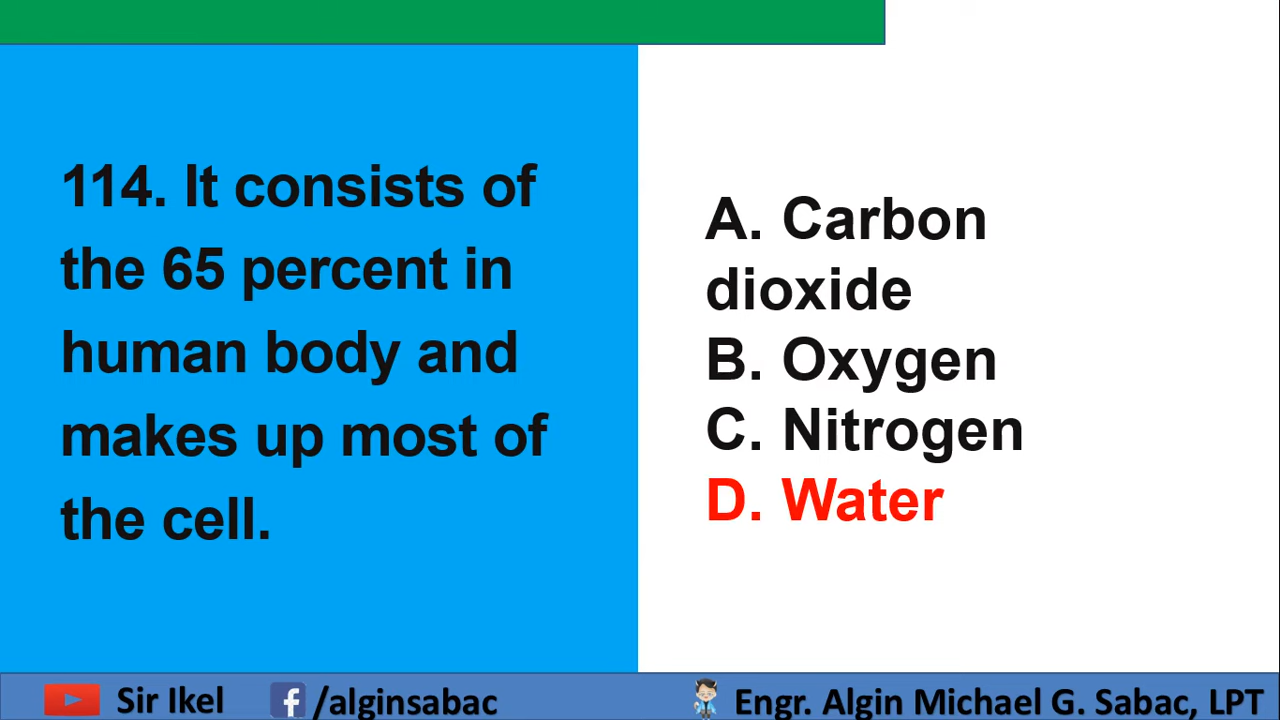 114. It consists of
the 65 percent in
human body and
makes up most of
the cell.
A. Carbon
dioxide
B. Oxygen
C. Nitrogen
D. Water
Sir Ikel
/alginsabac
Engr. Algin Michael G. Sabac, LPT